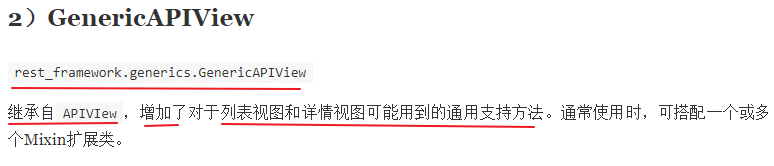 2）GenericAPIView
rest_framework.generics.GenericAPIView
继承自 APIVIew ，增加了对于列表视图和详情视图可能用到的通用支持方法。通常使用时，可搭配一个或多
个Mixin扩展类。